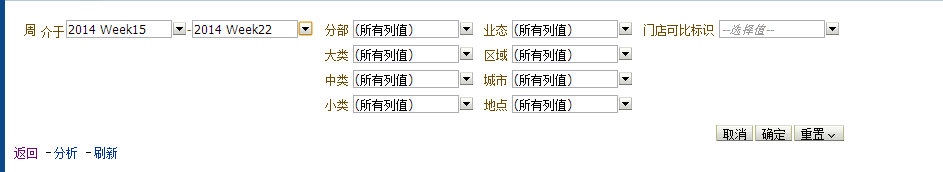 周 介于 2014 Week15 - 2014 Week22 分部 (所有列值) 业态 (所有列值) 门店可比标识 --选择值--
大类 (所有列值) 区域 (所有列值)
中类 (所有列值) 城市 (所有列值)
小类 (所有列值) 地点 (所有列值)
取消 确定 重置
返回 - 分析 - 刷新